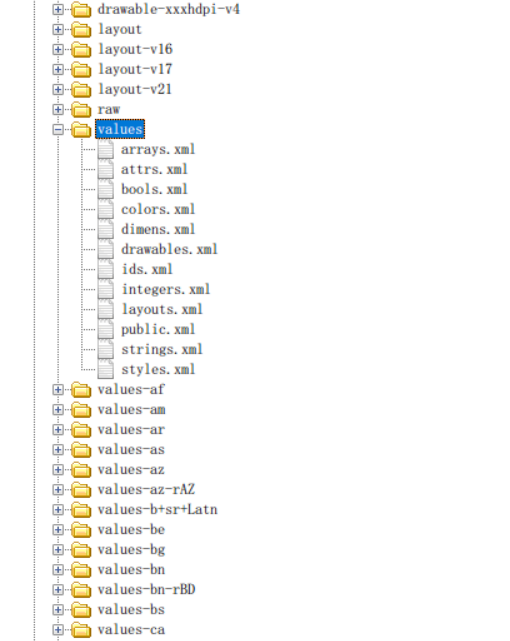 drawable-xxxhdpi-v4
layout
layout-v16
layout-v17
layout-v21
raw
values
arrays.xml
attrs.xml
bools.xml
colors.xml
dimens.xml
drawables.xml
ids.xml
integers.xml
layouts.xml
public.xml
strings.xml
styles.xml
values-af
values-am
values-ar
values-as
values-az
values-az-rAZ
values-b+sr+Latn
values-be
values-bg
values-bn
values-bn-rBD
values-bs
values-ca